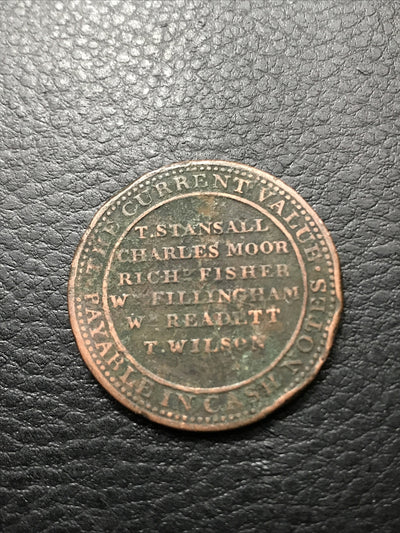 THE CURRENT VALUE ·
PAYABLE IN CASH NOTES
T. STANSALL
CHARLES MOOR
RICHD FISHER
WM FILLINGHAM
WM READETT
T. WILSON